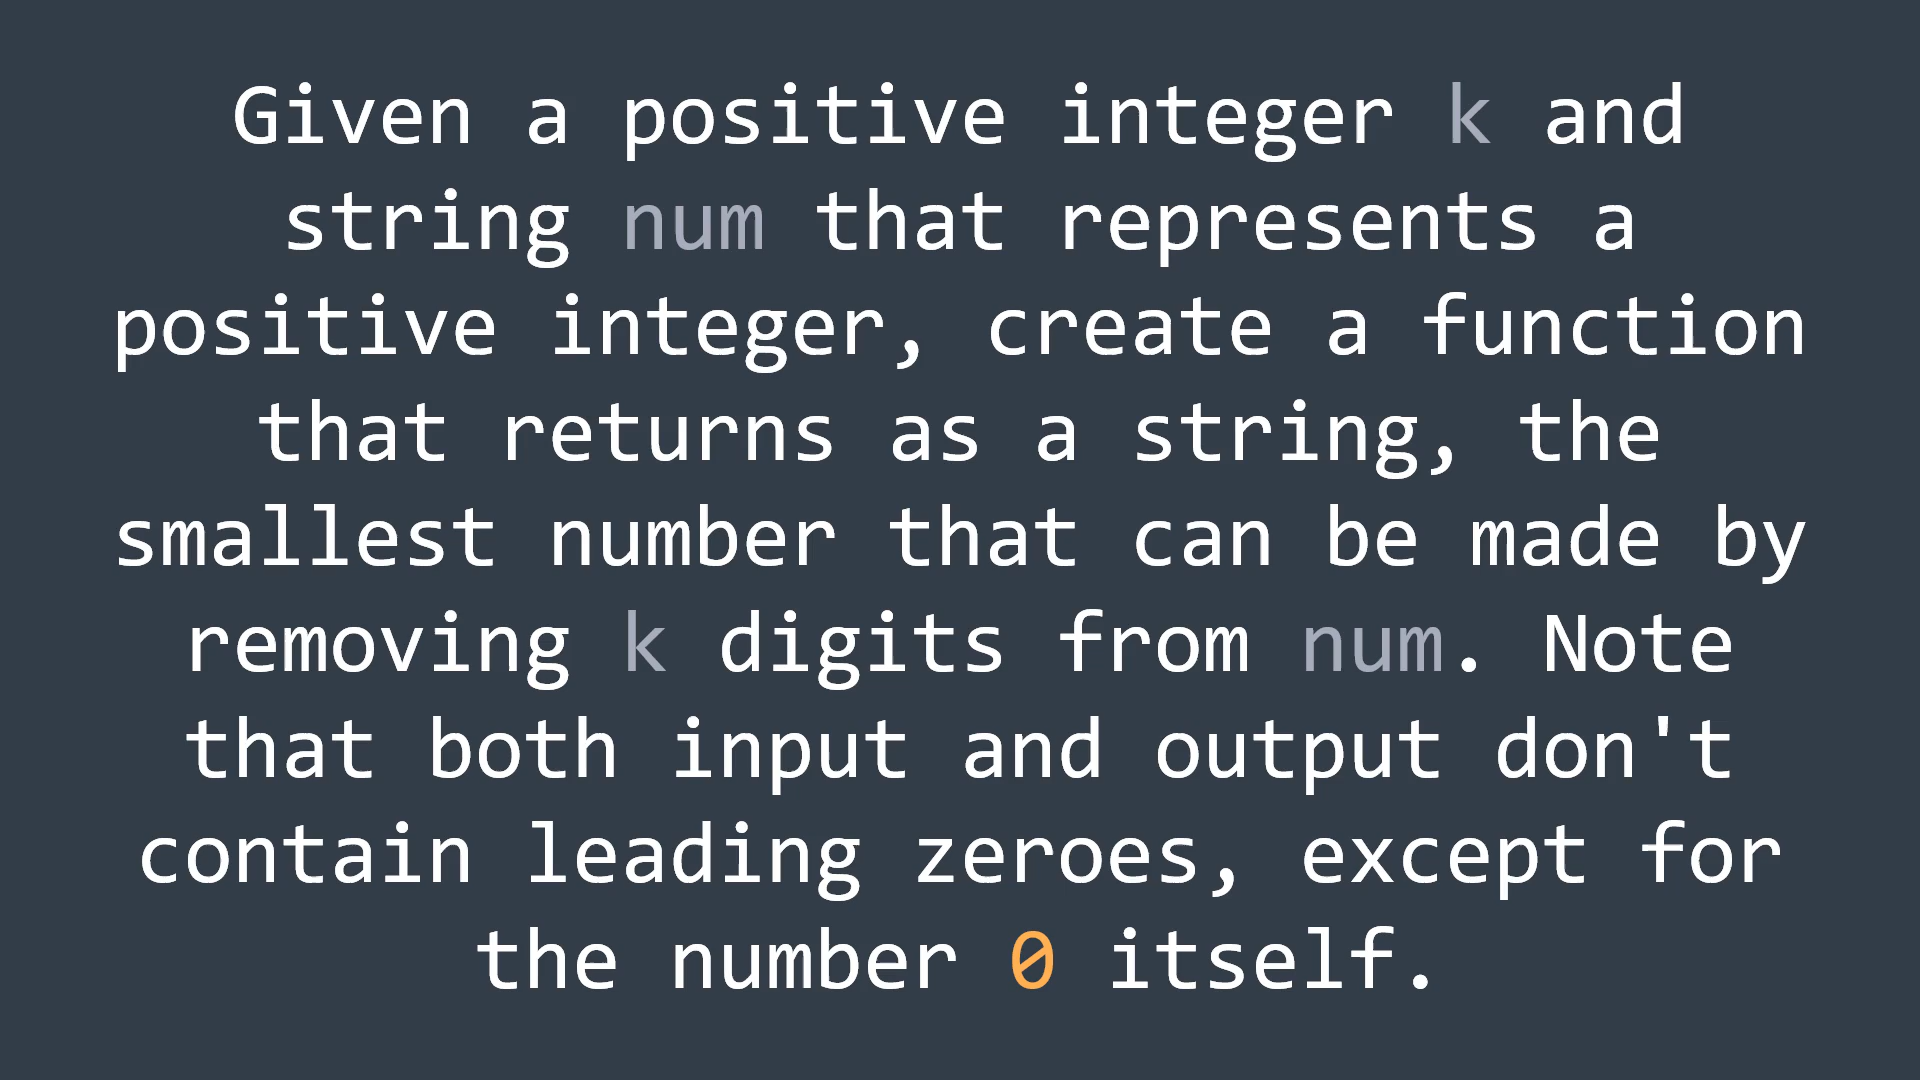 Given a positive integer k and
string num that represents a
positive integer, create a function
that returns as a string, the
smallest number that can be made by
removing k digits from num. Note
that both input and output don't
contain leading zeroes, except for
the number 0 itself.